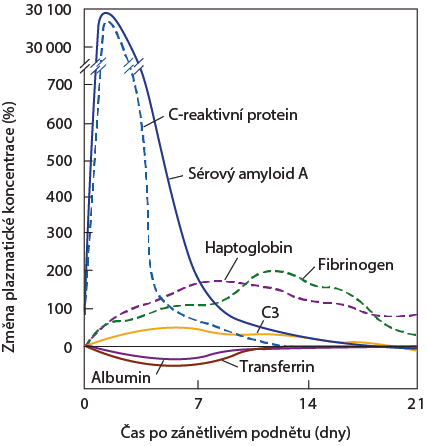 30 100
30 000
700
600
500
400
300
200
100
0
Změna plazmatické koncentrace (%)
C-reaktivní protein
Sérový amyloid A
Haptoglobin
Fibrinogen
C3
Albumin
Transferrin
0
7
14
21
Čas po zánětlivém podnětu (dny)